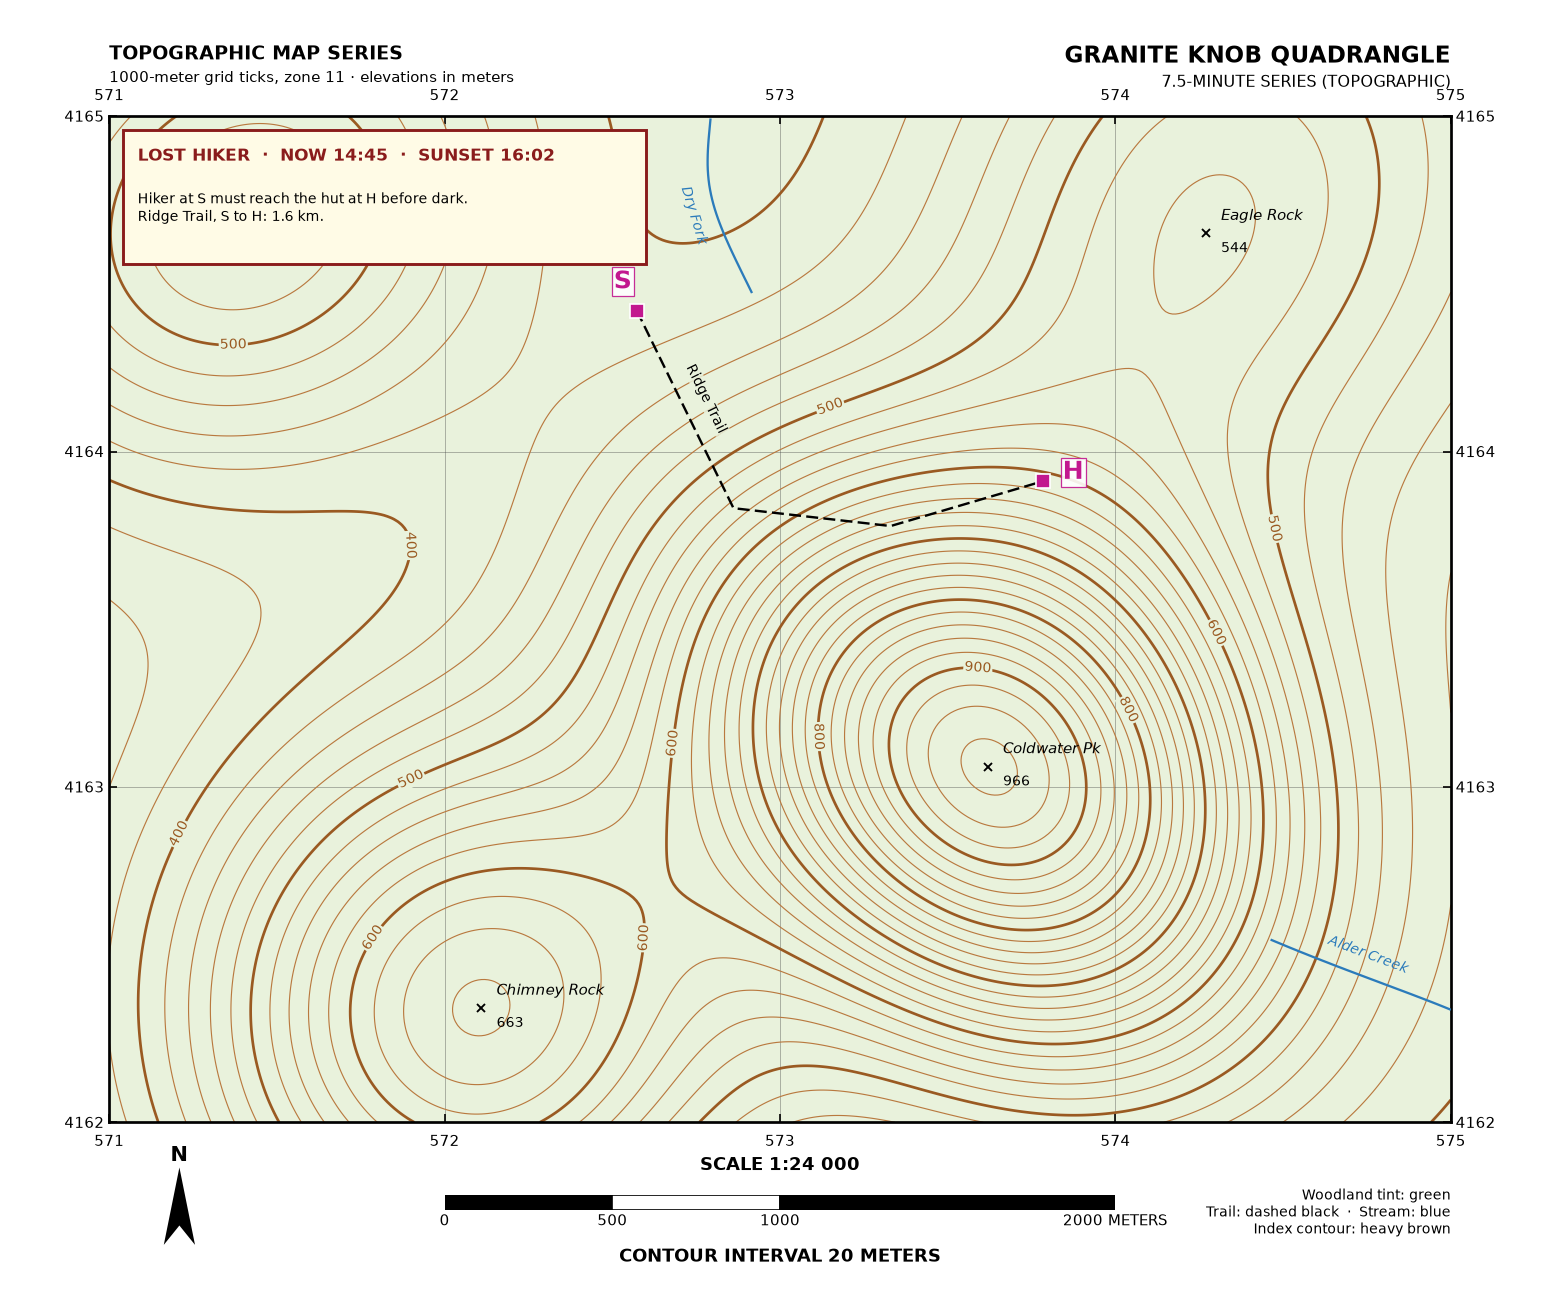 TOPOGRAPHIC MAP SERIES
1000-meter grid ticks, zone 11 · elevations in meters
GRANITE KNOB QUADRANGLE
7.5-MINUTE SERIES (TOPOGRAPHIC)
571 572 573 574 575
4165 4165
LOST HIKER · NOW 14:45 · SUNSET 16:02
Hiker at S must reach the hut at H before dark.
Ridge Trail, S to H: 1.6 km.
Dry Fork
Eagle Rock
544
S
500
Ridge Trail
500
4164 4164
H
500
400
600
900
800
600
800
Coldwater Pk
966
500
4163 4163
400
600
600
Alder Creek
Chimney Rock
663
4162 4162
571 572 573 574 575
N
SCALE 1:24 000
0 500 1000 2000 METERS
CONTOUR INTERVAL 20 METERS
Woodland tint: green
Trail: dashed black · Stream: blue
Index contour: heavy brown